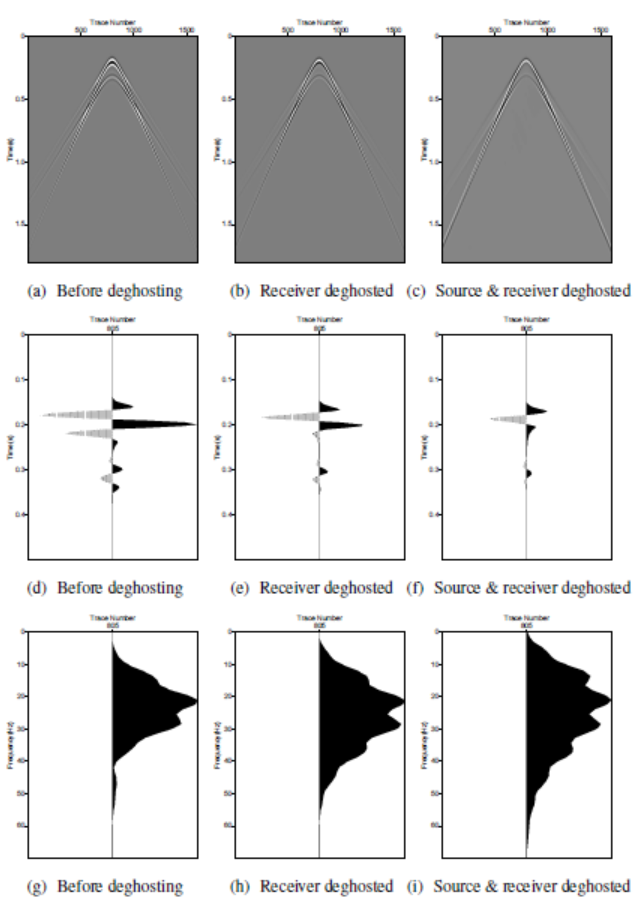 Trace Number Trace Number Trace Number
500 1000 1500 500 1000 1500 500 1000 1500
0 0 0
0.5 0.5 0.5
Time(s) Time(s) Time(s)
1.0 1.0 1.0
1.5 1.5 1.5
(a) Before deghosting (b) Receiver deghosted (c) Source & receiver deghosted
Trace Number Trace Number Trace Number
805 805 805
0 0 0
0.1 0.1 0.1
0.2 0.2 0.2
Time(s) Time(s) Time(s)
0.3 0.3 0.3
0.4 0.4 0.4
(d) Before deghosting (e) Receiver deghosted (f) Source & receiver deghosted
Trace Number Trace Number Trace Number
805 805 805
0 0 0
10 10 10
20 20 20
30 30 30
Frequency(Hz) Frequency(Hz) Frequency(Hz)
40 40 40
50 50 50
60 60 60
(g) Before deghosting (h) Receiver deghosted (i) Source & receiver deghosted